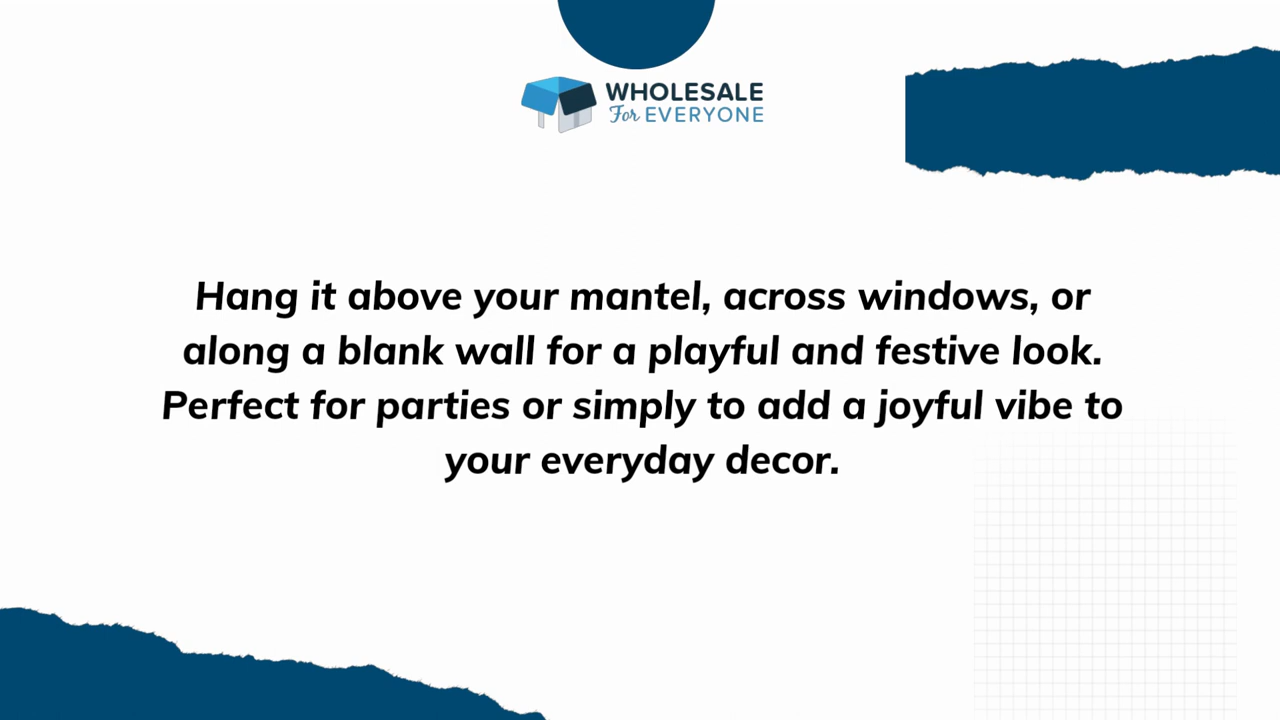 WHOLESALE
For EVERYONE
Hang it above your mantel, across windows, or
along a blank wall for a playful and festive look.
Perfect for parties or simply to add a joyful vibe to
your everyday decor.